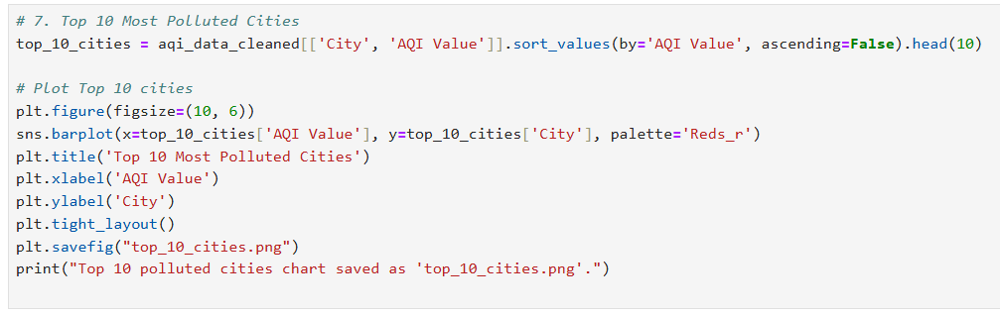 # 7. Top 10 Most Polluted Cities
top_10_cities = aqi_data_cleaned[['City', 'AQI Value']].sort_values(by='AQI Value', ascending=False).head(10)
# Plot Top 10 cities
plt.figure(figsize=(10, 6))
sns.barplot(x=top_10_cities['AQI Value'], y=top_10_cities['City'], palette='Reds_r')
plt.title('Top 10 Most Polluted Cities')
plt.xlabel('AQI Value')
plt.ylabel('City')
plt.tight_layout()
plt.savefig("top_10_cities.png")
print("Top 10 polluted cities chart saved as 'top_10_cities.png'.")